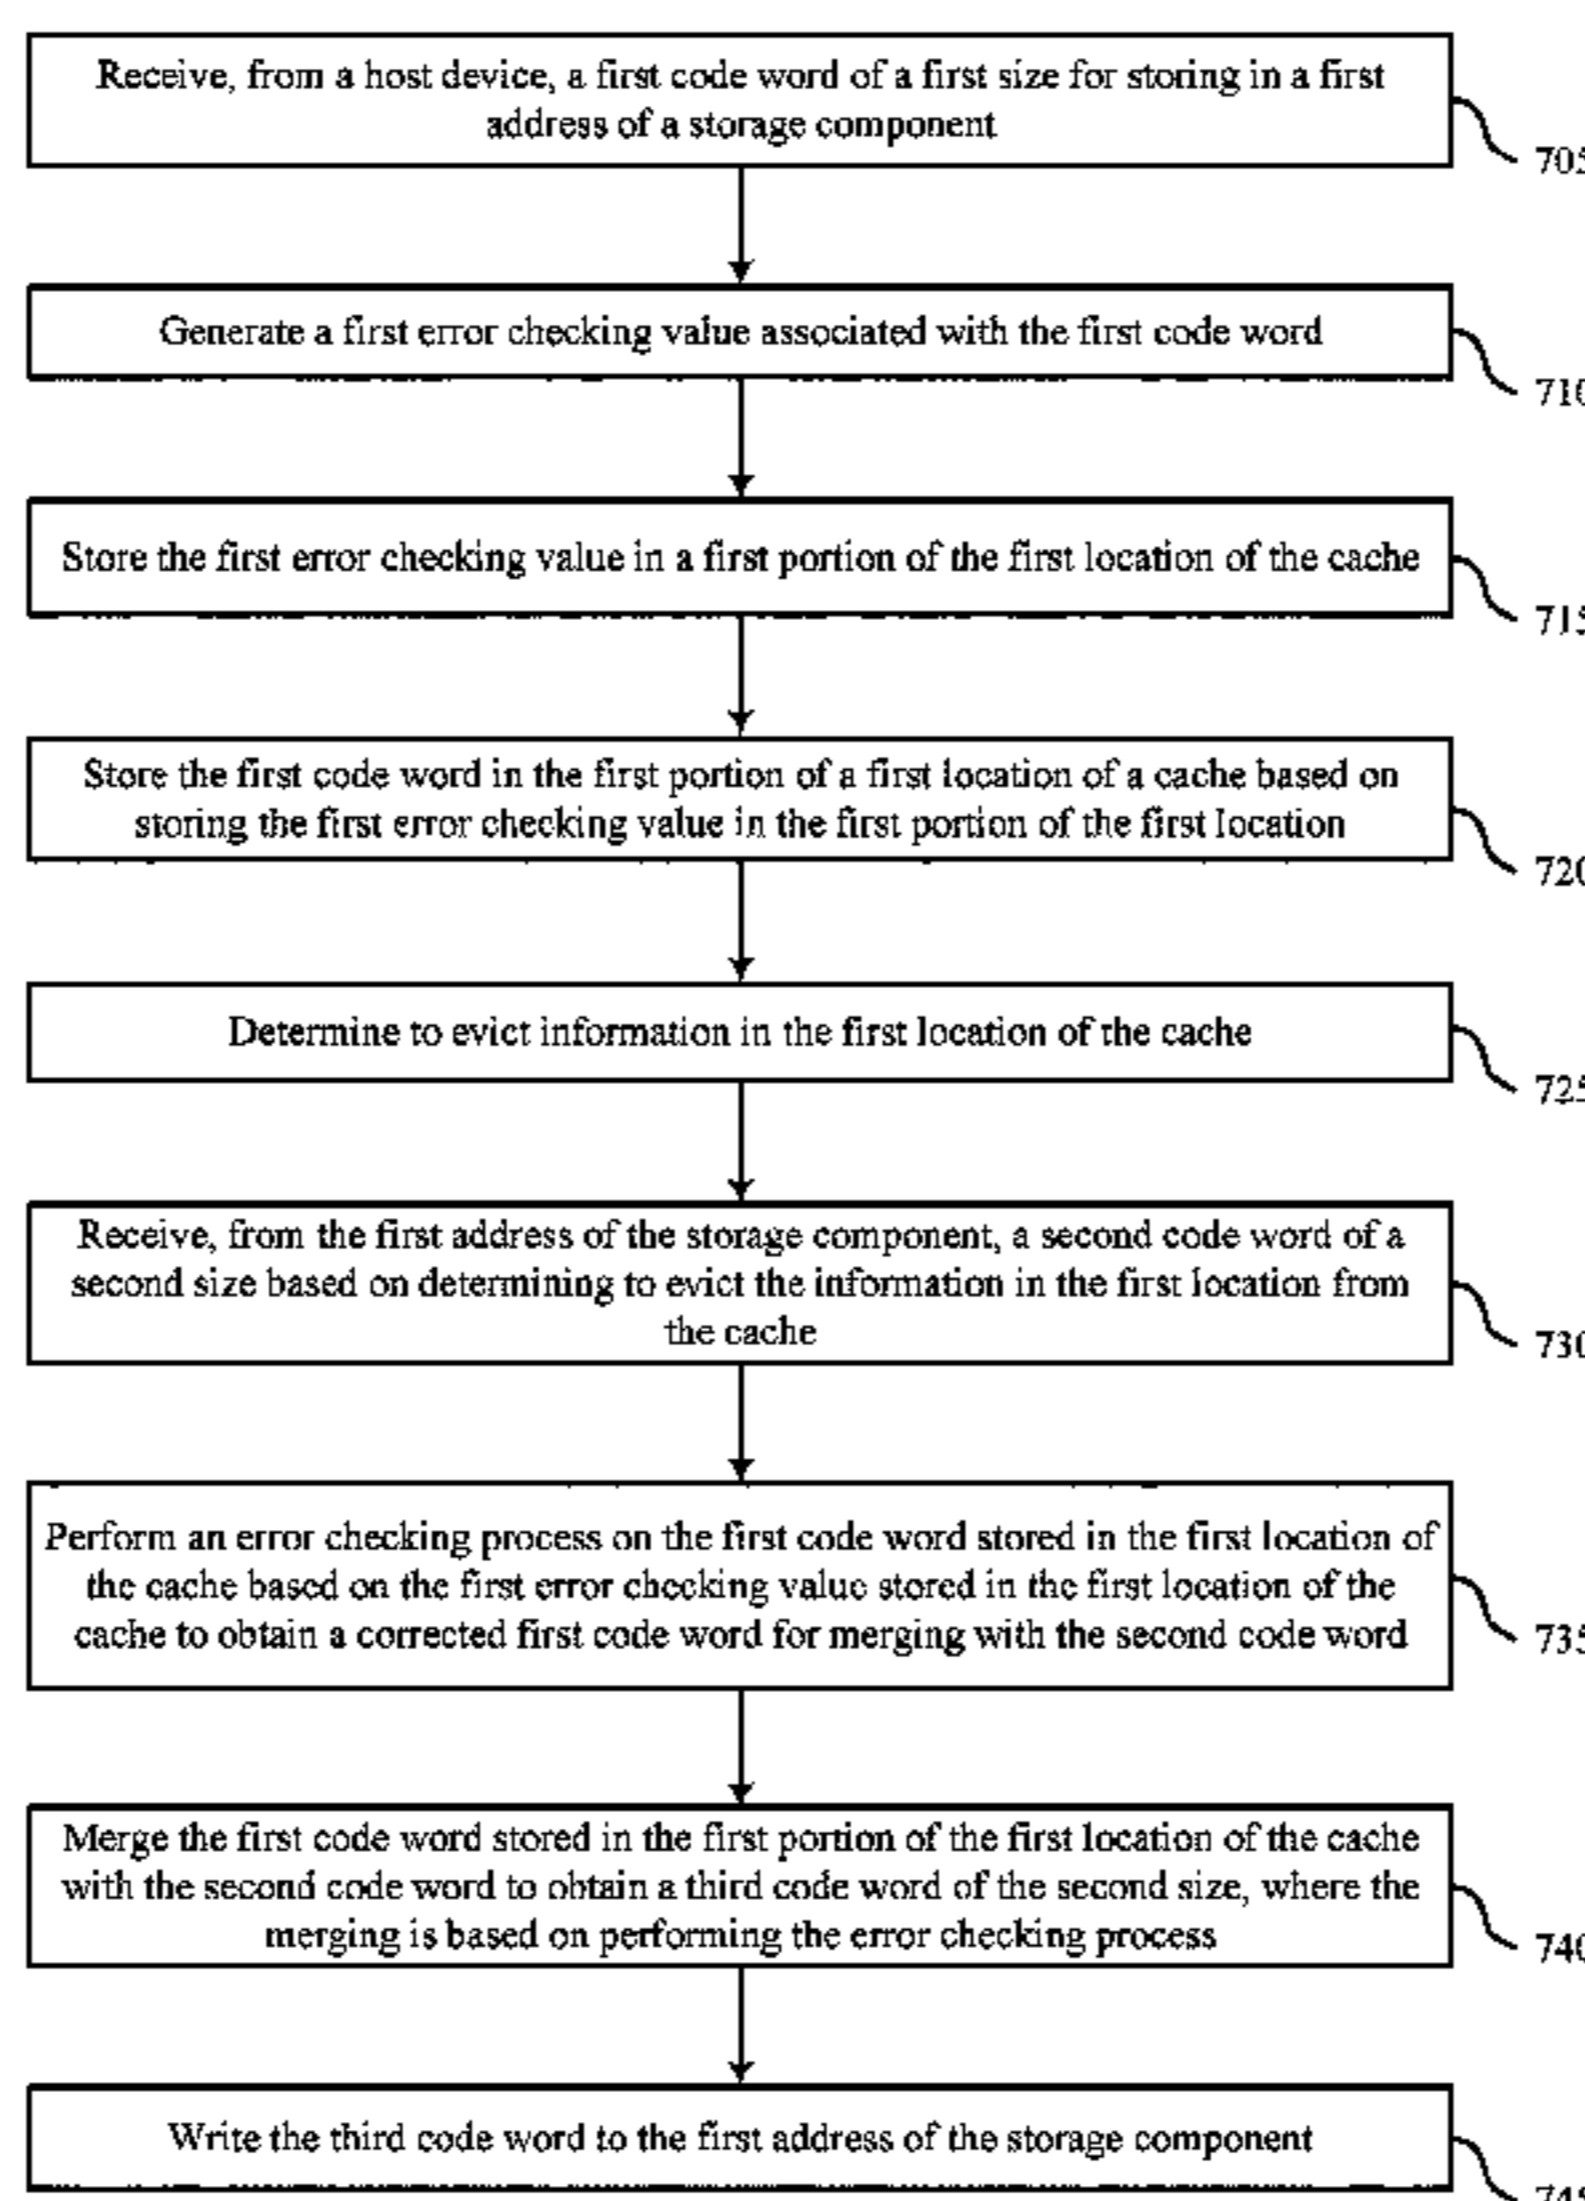 Receive, from a host device, a first code word of a first size for storing in a first
address of a storage component
705
Generate a first error checking value associated with the first code word
710
Store the first error checking value in a first portion of the first location of the cache
715
Store the first code word in the first portion of a first location of a cache based on
storing the first error checking value in the first portion of the first location
720
Determine to evict information in the first location of the cache
725
Receive, from the first address of the storage component, a second code word of a
second size based on determining to evict the information in the first location from
the cache
730
Perform an error checking process on the first code word stored in the first location of
the cache based on the first error checking value stored in the first location of the
cache to obtain a corrected first code word for merging with the second code word
735
Merge the first code word stored in the first portion of the first location of the cache
with the second code word to obtain a third code word of the second size, where the
merging is based on performing the error checking process
740
Write the third code word to the first address of the storage component
745